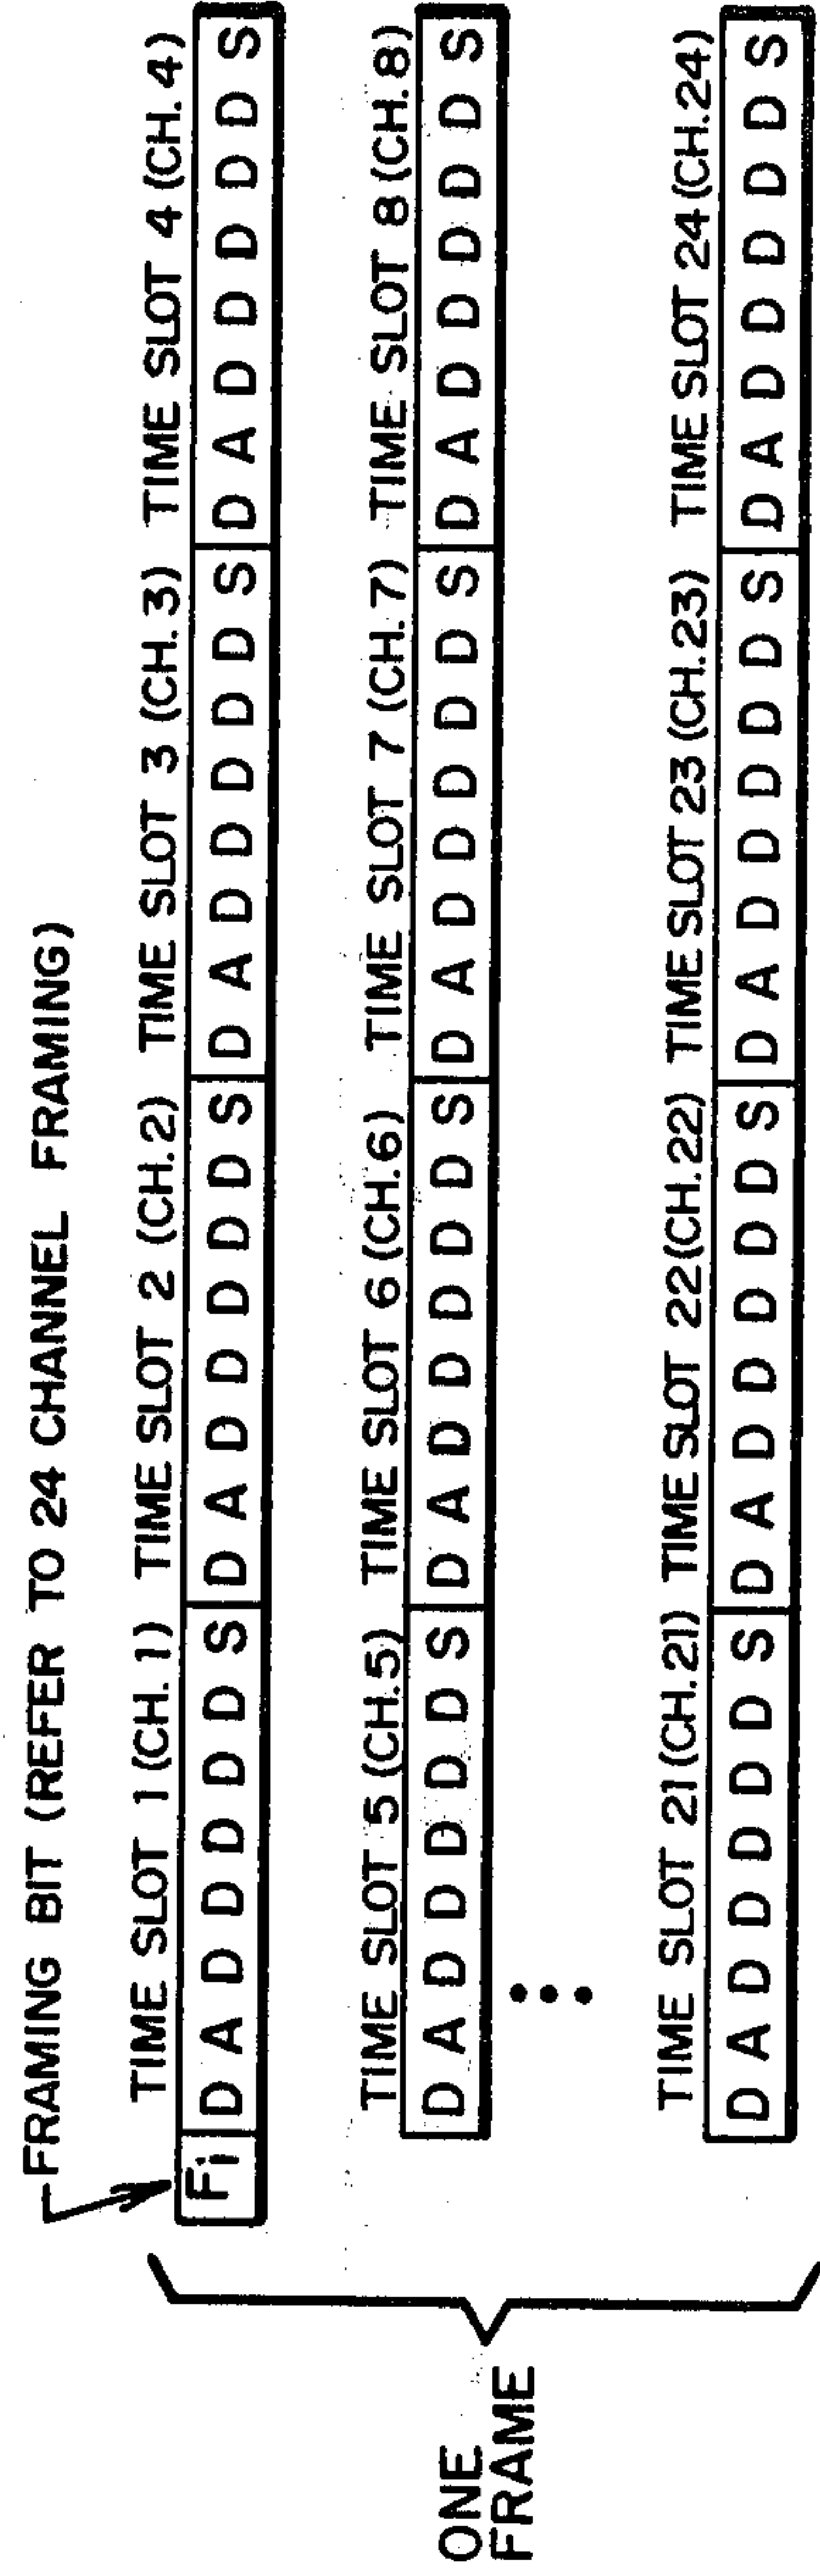 FRAMING BIT (REFER TO 24 CHANNEL FRAMING)
TIME SLOT 1 (CH. 1) TIME SLOT 2 (CH. 2) TIME SLOT 3 (CH. 3) TIME SLOT 4 (CH. 4)
Fi D A D D D D D S D A D D D D D S D A D D D D D S D A D D D D D S
TIME SLOT 5 (CH. 5) TIME SLOT 6 (CH. 6) TIME SLOT 7 (CH. 7) TIME SLOT 8 (CH. 8)
D A D D D D D S D A D D D D D S D A D D D D D S D A D D D D D S
TIME SLOT 21 (CH. 21) TIME SLOT 22 (CH. 22) TIME SLOT 23 (CH. 23) TIME SLOT 24 (CH. 24)
D A D D D D D S D A D D D D D S D A D D D D D S D A D D D D D S
ONE
FRAME